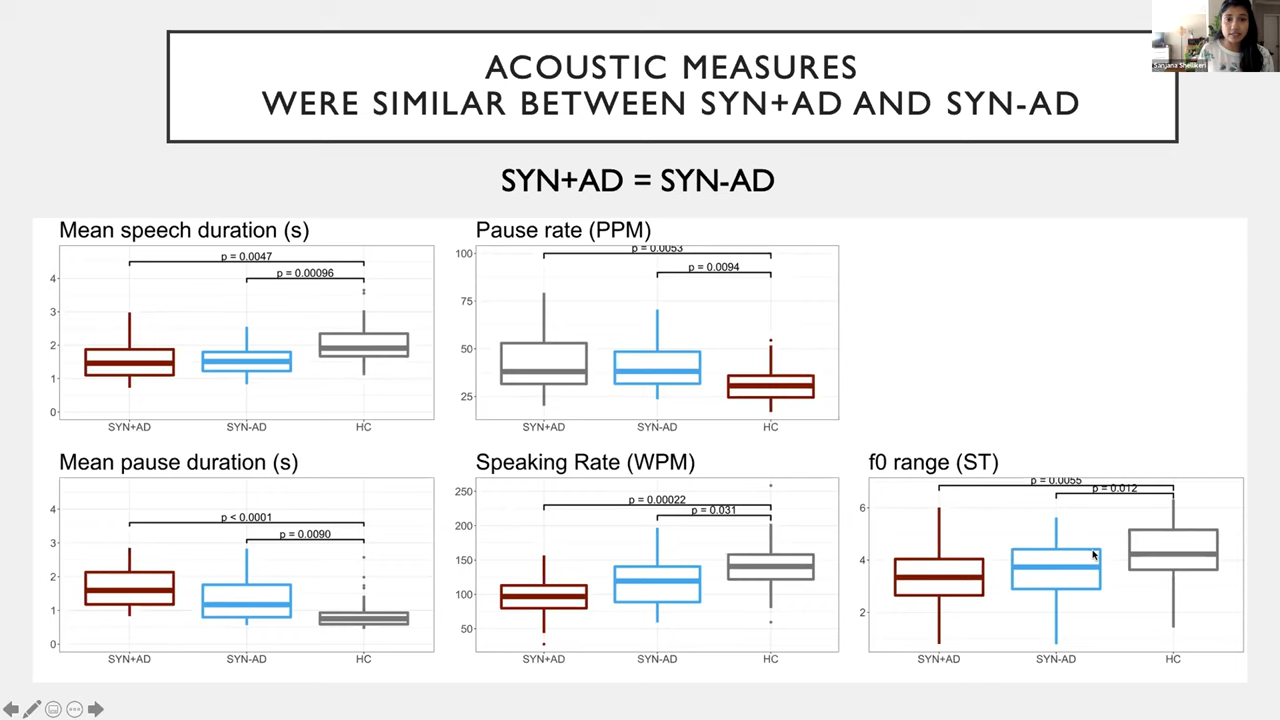 ACOUSTIC MEASURES
WERE SIMILAR BETWEEN SYN+AD AND SYN-AD
Sanjana Shellikeri
SYN+AD = SYN-AD
Mean speech duration (s)
p = 0.0047
p = 0.00096
4
3
2
1
0
SYN+AD
SYN-AD
HC
Pause rate (PPM)
p = 0.0053
p = 0.0094
100
75
50
25
SYN+AD
SYN-AD
HC
Mean pause duration (s)
p < 0.0001
p = 0.0090
4
3
2
1
0
SYN+AD
SYN-AD
HC
Speaking Rate (WPM)
p = 0.00022
p = 0.031
250
200
150
100
50
SYN+AD
SYN-AD
HC
f0 range (ST)
p = 0.0055
p = 0.012
6
4
2
SYN+AD
SYN-AD
HC